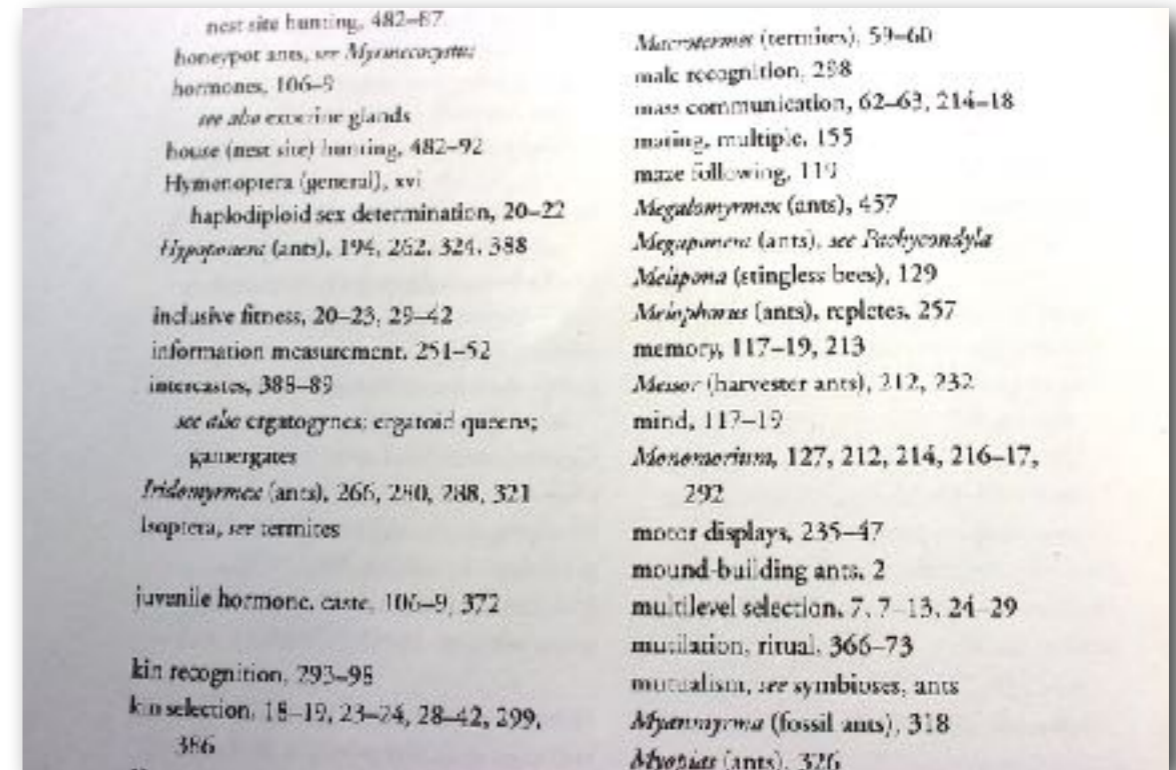 nest site hunting, 482–87
honeypot ants, see Myrmecocystus
hormones, 106–9
see also exocrine glands
house (nest site) hunting, 482–92
Hymenoptera (general), xvi
haplodiploid sex determination, 20–22
Hypoponera (ants), 194, 262, 324, 388
inclusive fitness, 20–23, 29–42
information measurement, 251–52
intercastes, 388–89
see also ergatogynes; ergatoid queens;
gamergates
Iridomyrmex (ants), 266, 280, 288, 321
Isoptera, see termites
juvenile hormone, caste, 106–9, 372
kin recognition, 293–98
kin selection, 18–19, 23–24, 28–42, 299,
386
Macrotermes (termites), 59–60
male recognition, 298
mass communication, 62–63, 214–18
mating, multiple, 155
maze following, 119
Megalomyrmex (ants), 457
Megaponera (ants), see Pachycondyla
Melipona (stingless bees), 129
Melophorus (ants), repletes, 257
memory, 117–19, 213
Messor (harvester ants), 212, 232
mind, 117–19
Monomorium, 127, 212, 214, 216–17,
292
motor displays, 235–47
mound-building ants, 2
multilevel selection, 7, 7–13, 24–29
mutilation, ritual, 366–73
mutualism, see symbioses, ants
Myanmyrma (fossil ants), 318
Myopias (ants), 326